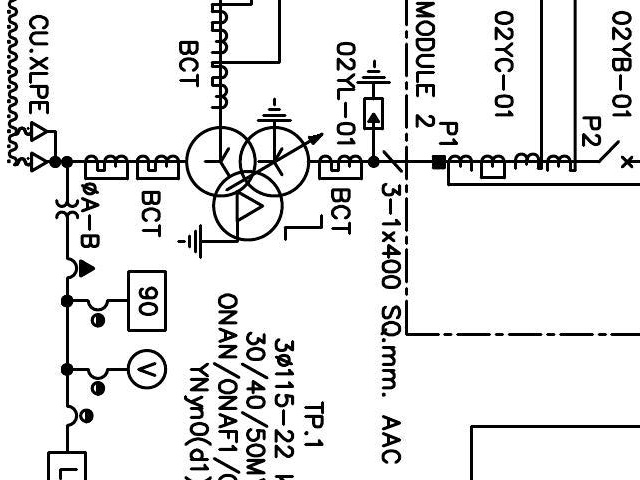 CU.XLPE
BCT
02YL-01
MODULE 2
02YC-01
02YB-01
P1
P2
BCT
BCT
ØA-B
3-1x400 SQ.mm. AAC
90
V
L
TP.1
3Ø115-22
30/40/50M
ONAN/ONAF1/
YNyn0(d1)